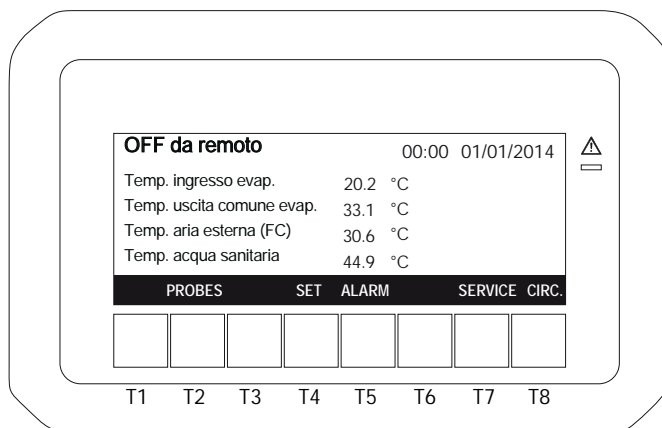 OFF da remoto 00:00 01/01/2014
Temp. ingresso evap. 20.2 °C
Temp. uscita comune evap. 33.1 °C
Temp. aria esterna (FC) 30.6 °C
Temp. acqua sanitaria 44.9 °C
PROBES SET ALARM SERVICE CIRC.
T1 T2 T3 T4 T5 T6 T7 T8